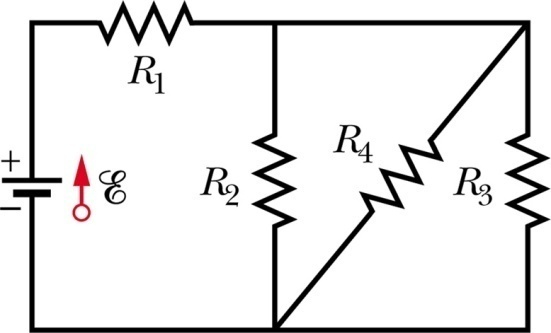 R₁
R₄
+
ℰ
R₂
R₃
−